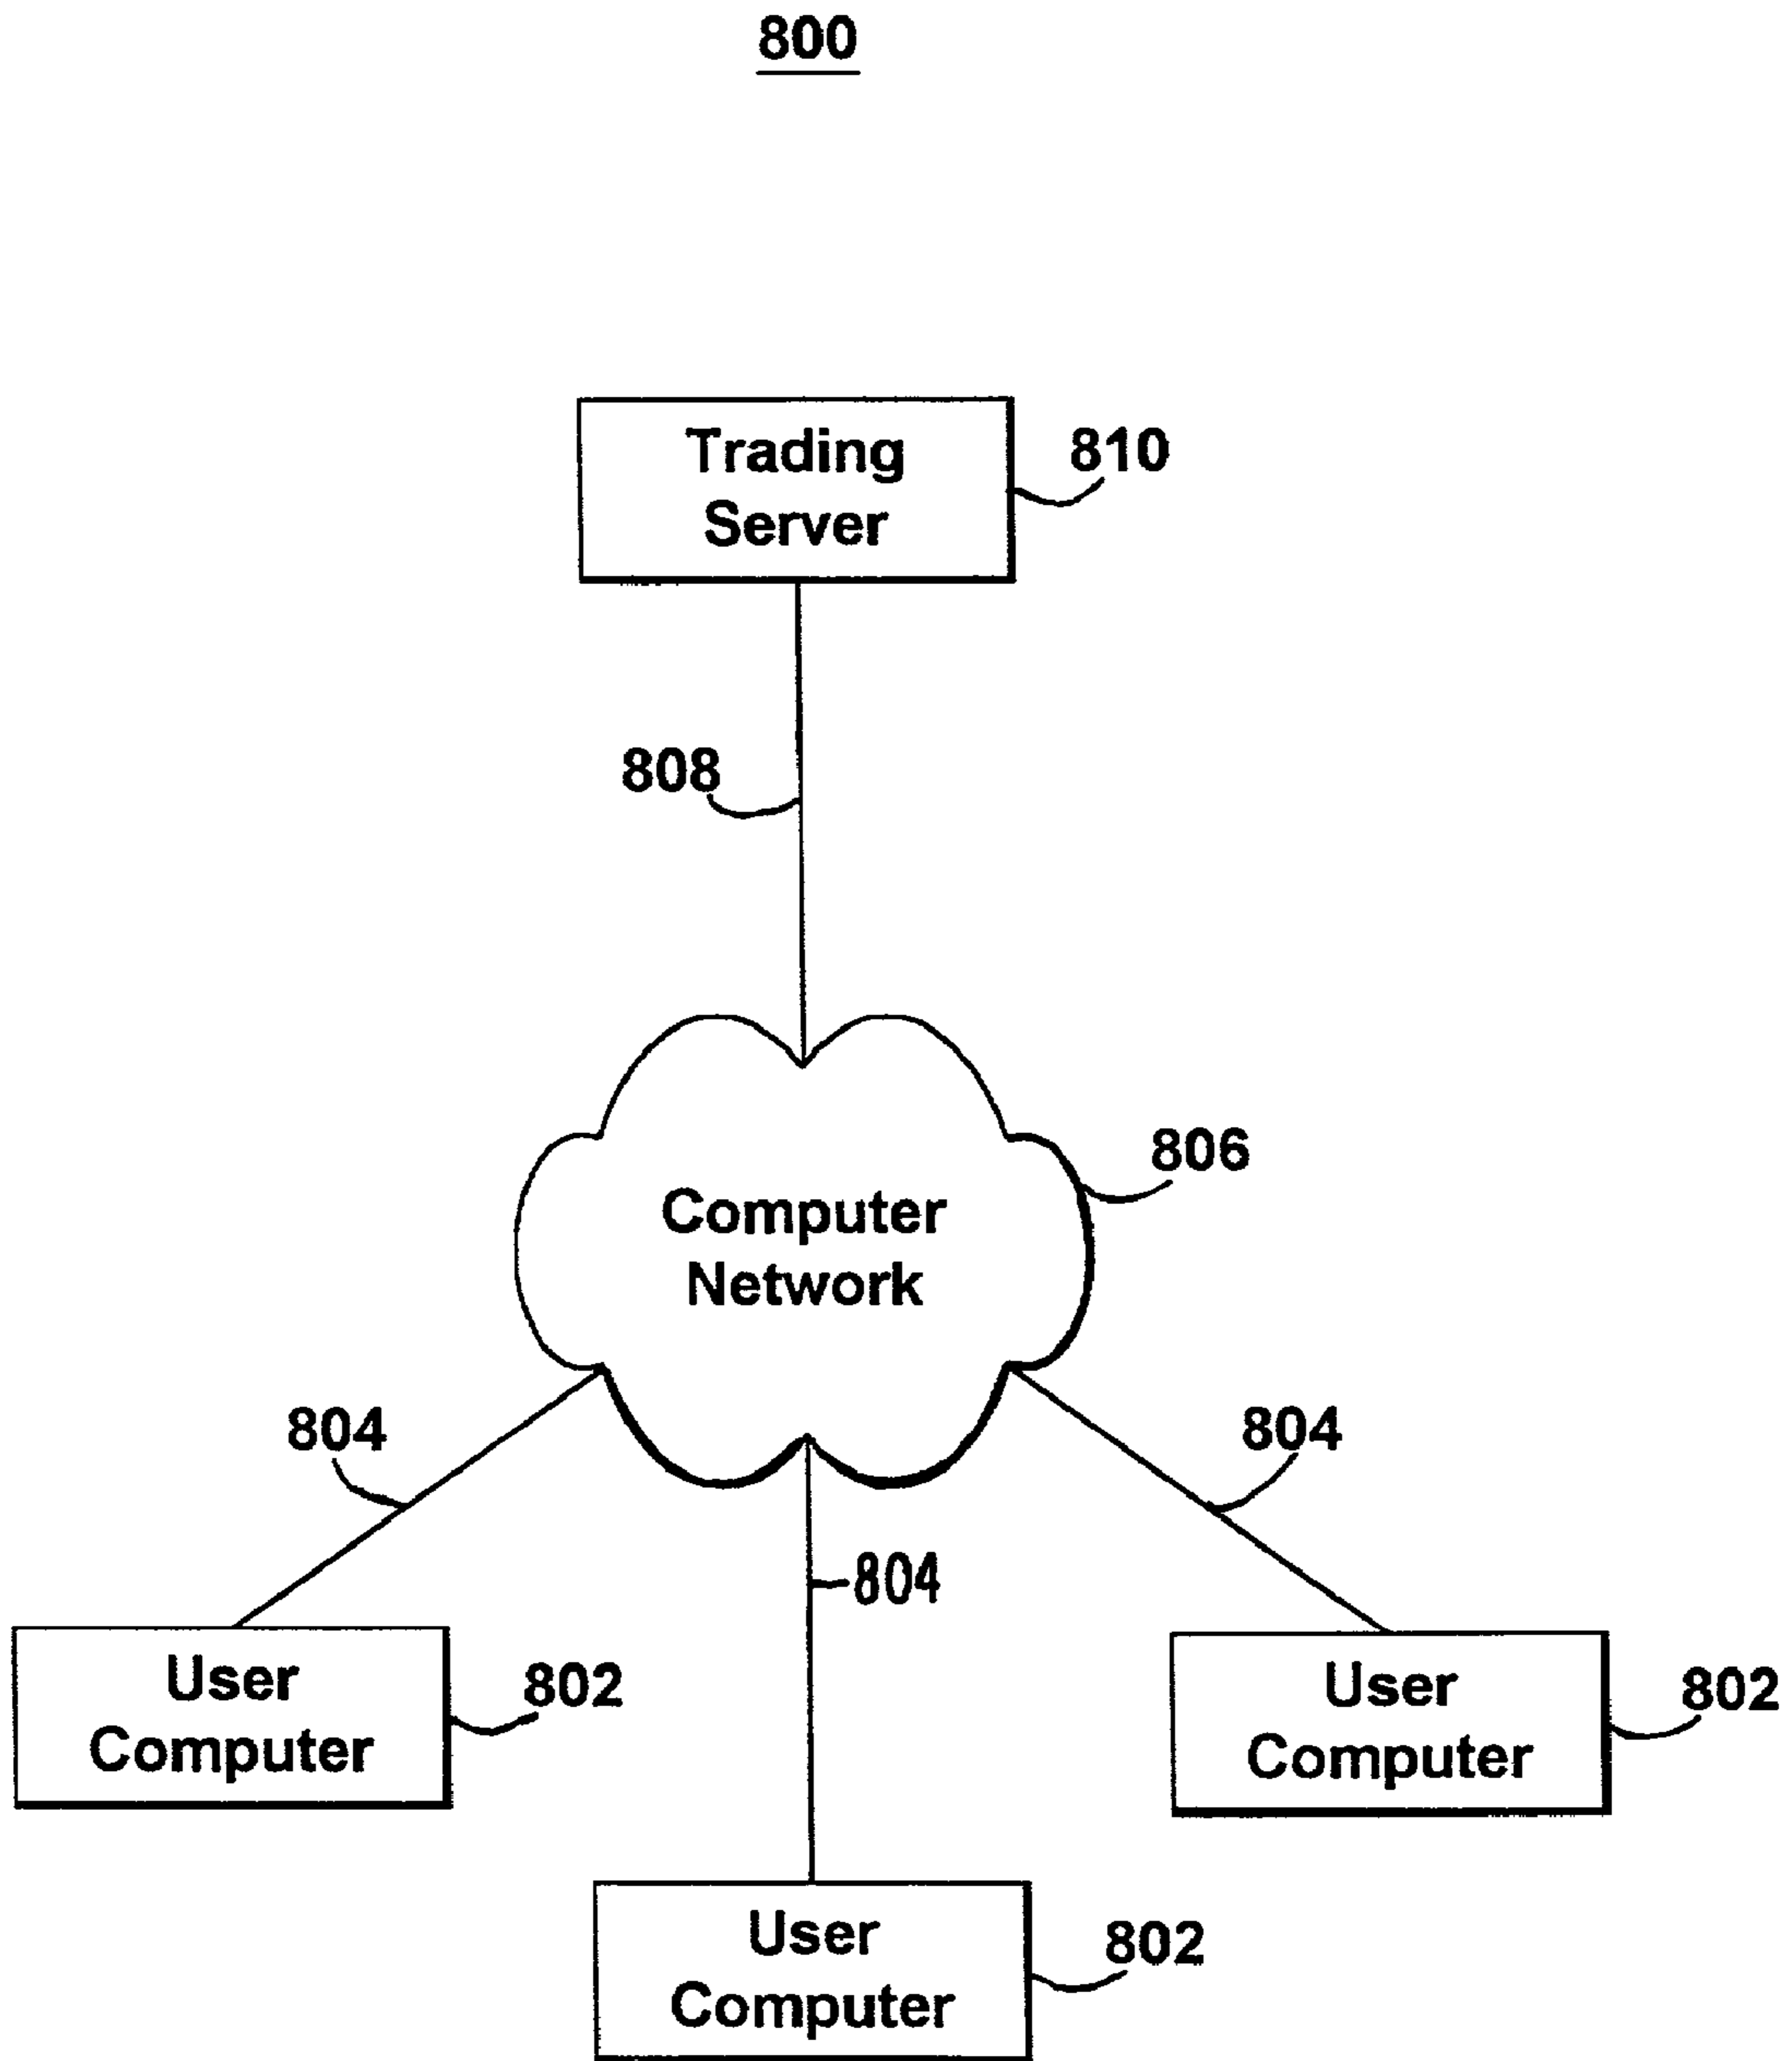 800
Trading
Server
810
808
806
Computer
Network
804
804
804
User
Computer
802
User
Computer
802
User
Computer
802